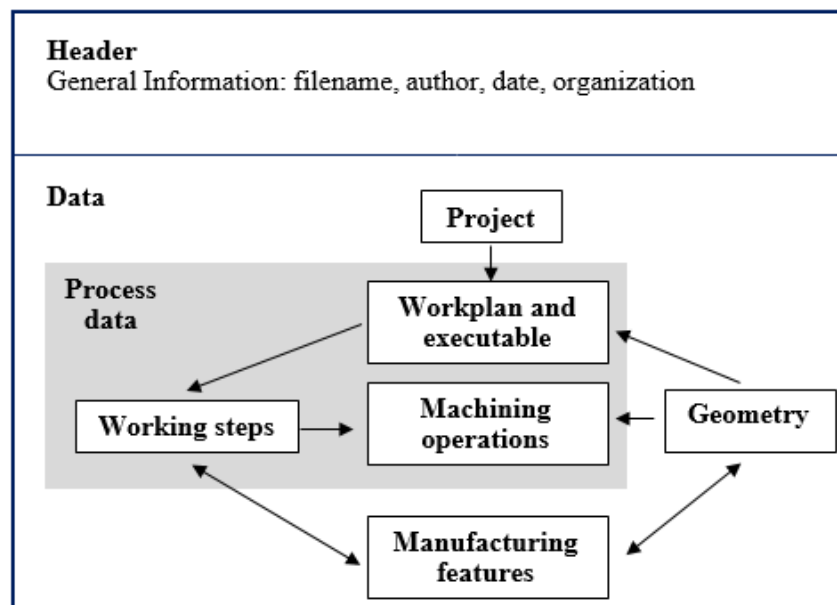 Header
General Information: filename, author, date, organization
Data
Project
Process
data
Workplan and
executable
Working steps
Machining
operations
Geometry
Manufacturing
features